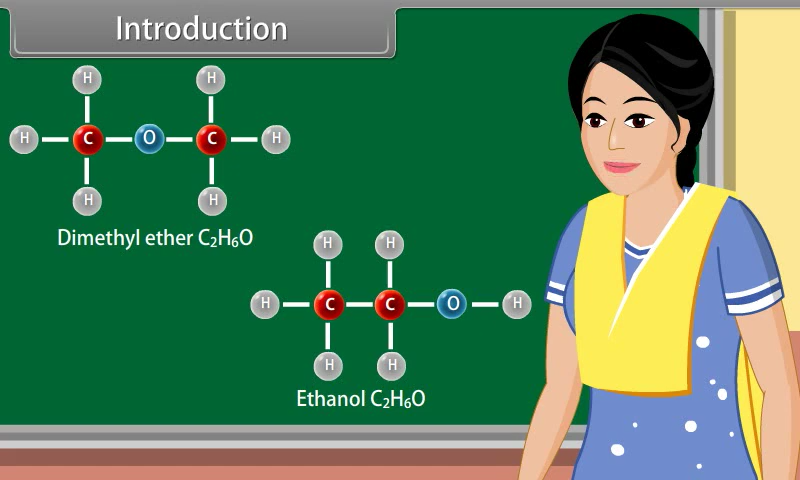 Introduction
H H
H C O C H
H H
Dimethyl ether C₂H₆O
H H
H C C O H
H H
Ethanol C₂H₆O